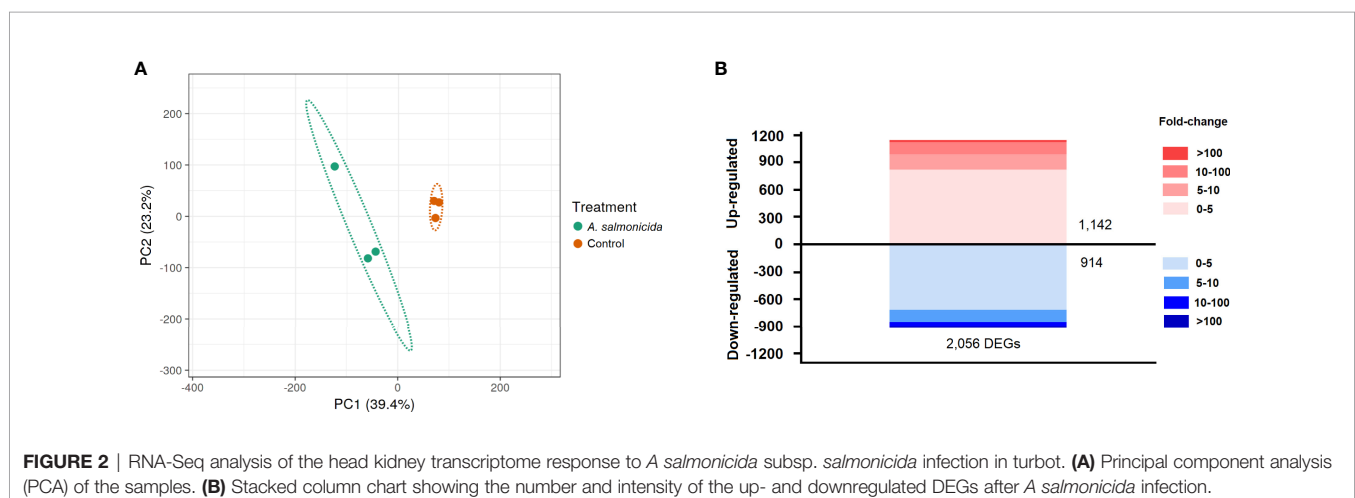 A
200
100
0
-100
-200
-300
PC2 (23.2%)
-400
-200
0
200
PC1 (39.4%)
Treatment
A. salmonicida
Control
B
Up-regulated
Down-regulated
1200
900
600
300
0
-300
-600
-900
-1200
1,142
914
2,056 DEGs
Fold-change
>100
10-100
5-10
0-5
0-5
5-10
10-100
>100
FIGURE 2 | RNA-Seq analysis of the head kidney transcriptome response to A salmonicida subsp. salmonicida infection in turbot. (A) Principal component analysis
(PCA) of the samples. (B) Stacked column chart showing the number and intensity of the up- and downregulated DEGs after A salmonicida infection.